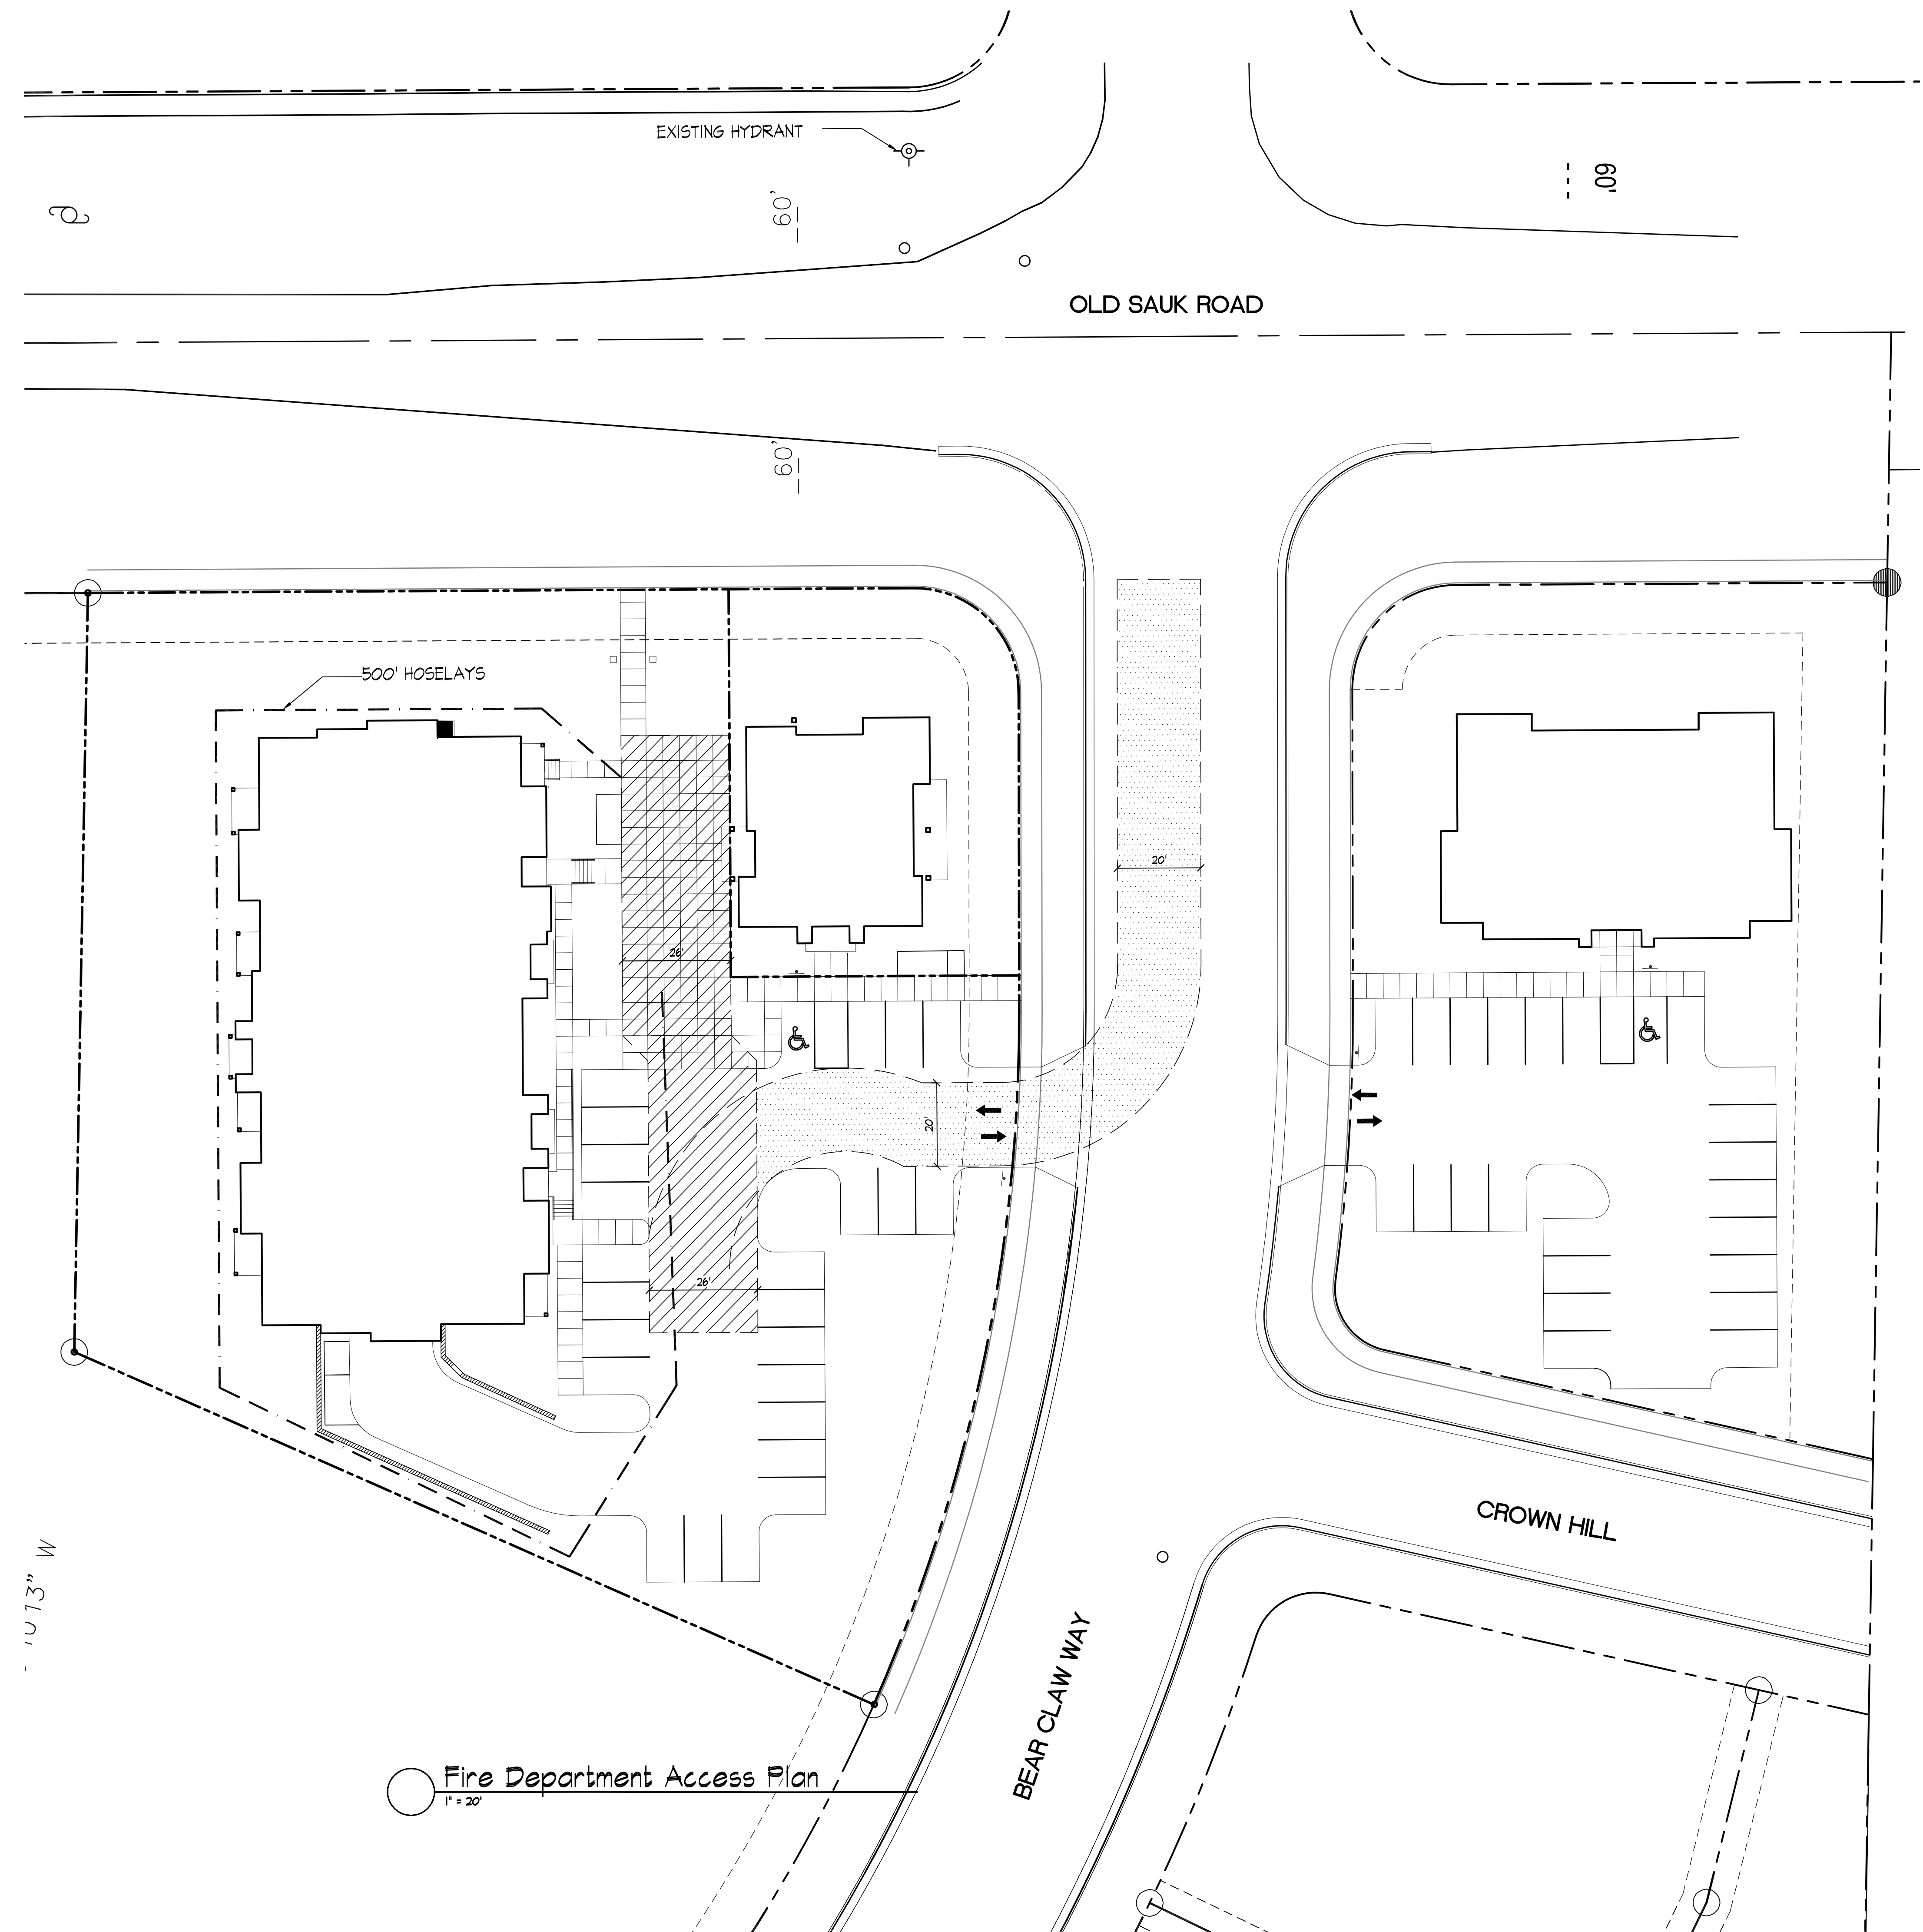 EXISTING HYDRANT
60'
60'
OLD SAUK ROAD
60'
500' HOSELAYS
20'
26'
20'
26'
CROWN HILL
BEAR CLAW WAY
Fire Department Access Plan
1" = 20'